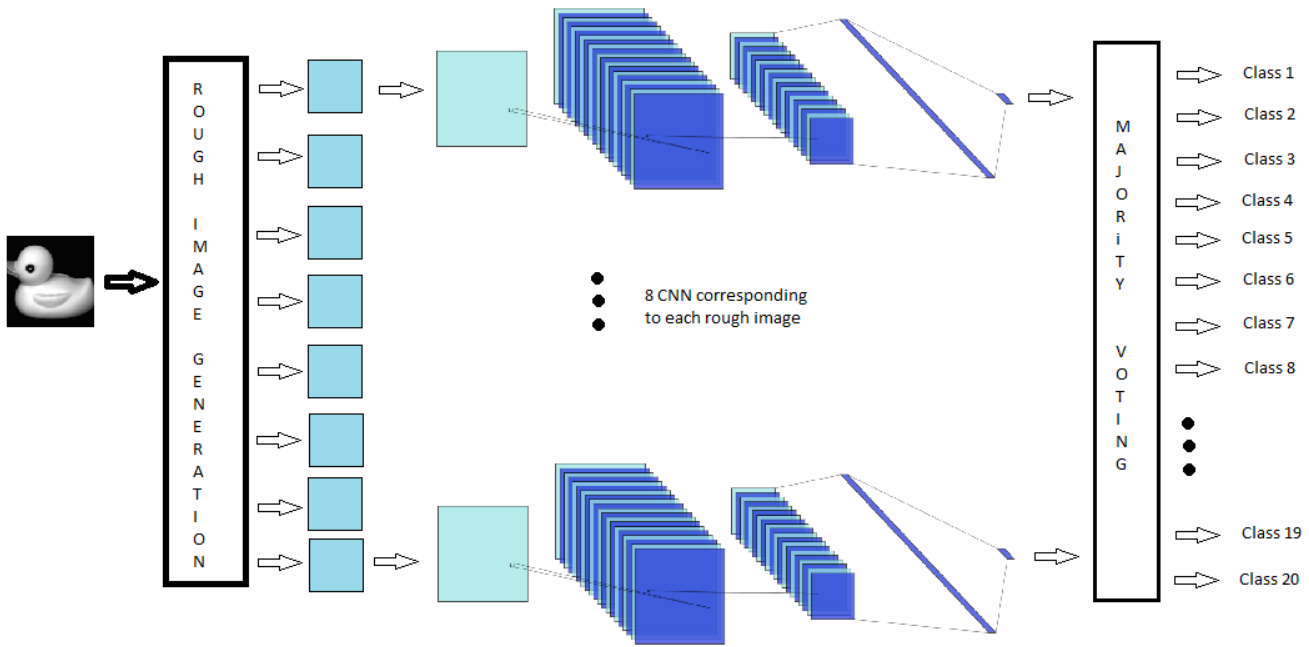 ROUGH IMAGE GENERATION
8 CNN corresponding
to each rough image
MAJORiTY VOTING
Class 1
Class 2
Class 3
Class 4
Class 5
Class 6
Class 7
Class 8
Class 19
Class 20